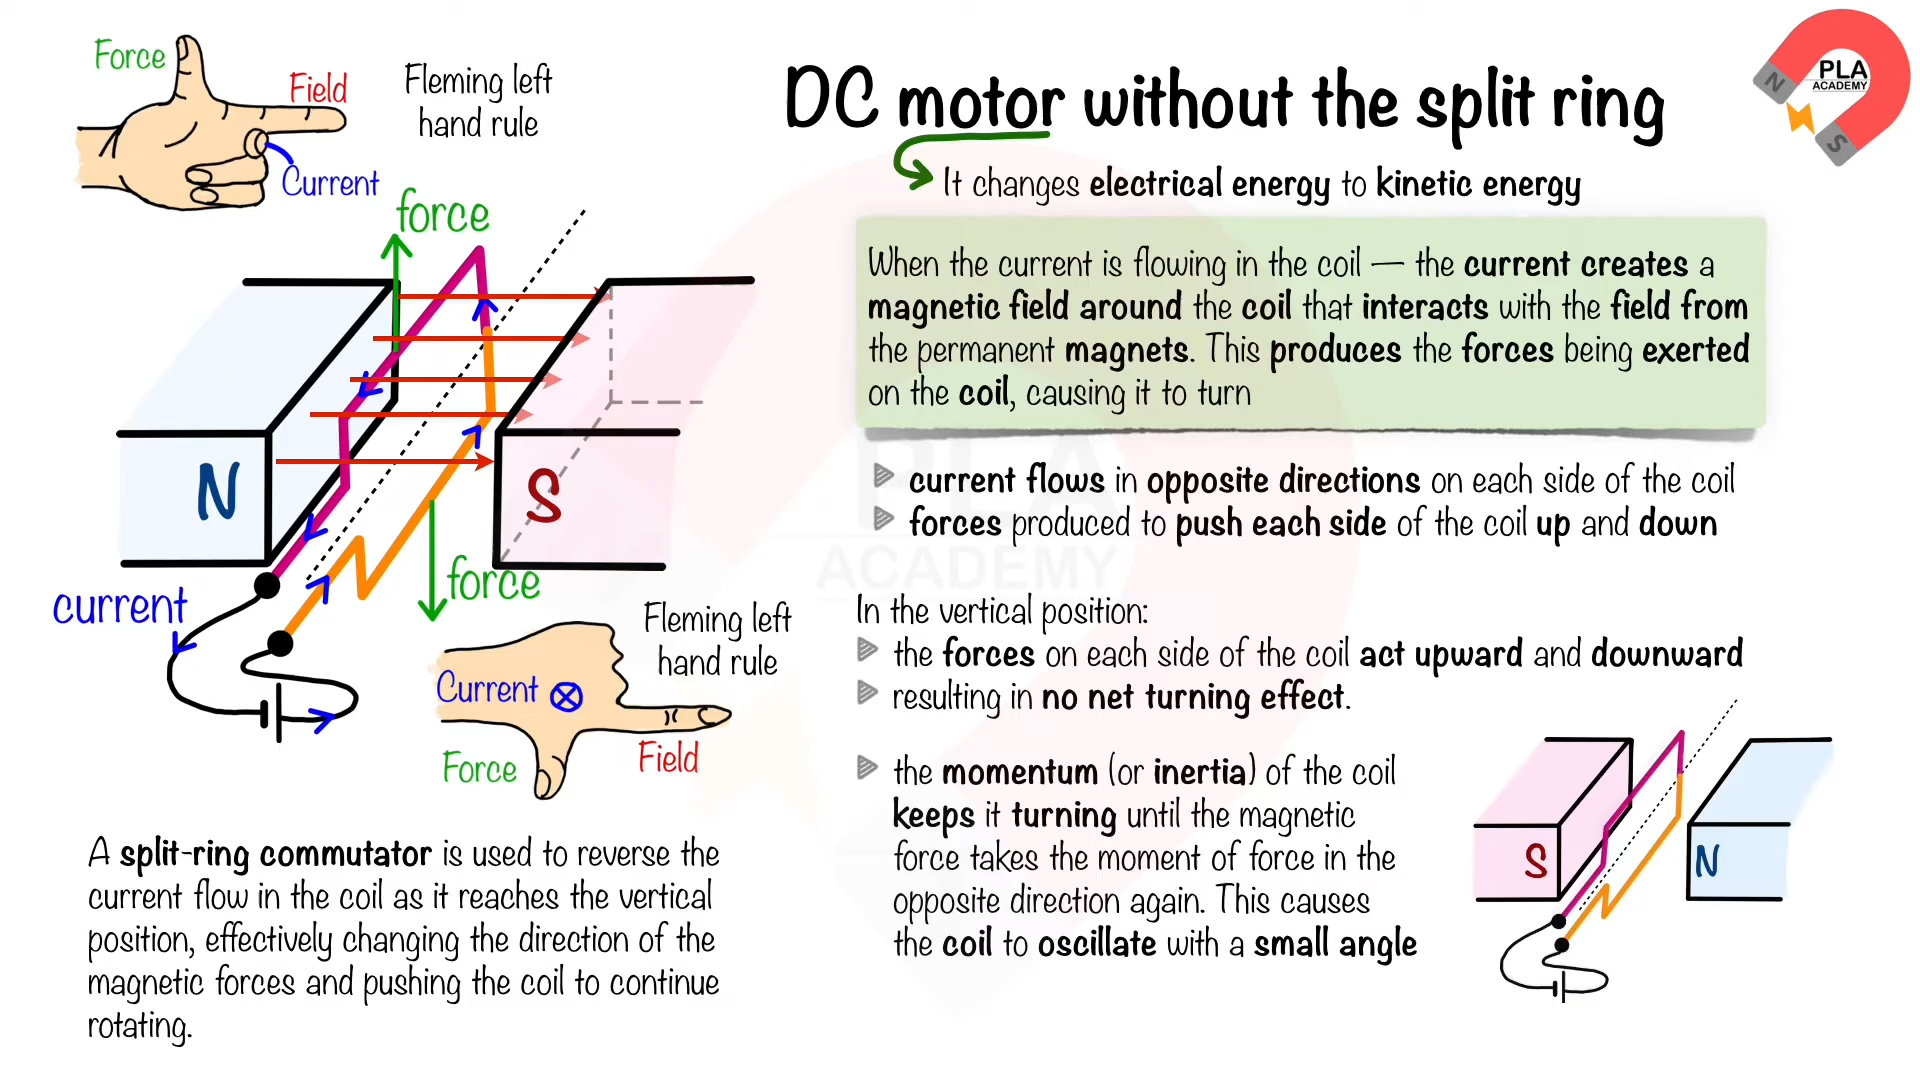 Force
Field
Current
Fleming left
hand rule
DC motor without the split ring
PLA
ACADEMY
N
S
It changes electrical energy to kinetic energy
When the current is flowing in the coil — the current creates a
magnetic field around the coil that interacts with the field from
the permanent magnets. This produces the forces being exerted
on the coil, causing it to turn
force
N
S
force
current
current flows in opposite directions on each side of the coil
forces produced to push each side of the coil up and down
PLA
ACADEMY
Fleming left
hand rule
Current
Force
Field
In the vertical position:
the forces on each side of the coil act upward and downward
resulting in no net turning effect.
the momentum (or inertia) of the coil
keeps it turning until the magnetic
force takes the moment of force in the
opposite direction again. This causes
the coil to oscillate with a small angle
S
N
A split-ring commutator is used to reverse the
current flow in the coil as it reaches the vertical
position, effectively changing the direction of the
magnetic forces and pushing the coil to continue
rotating.